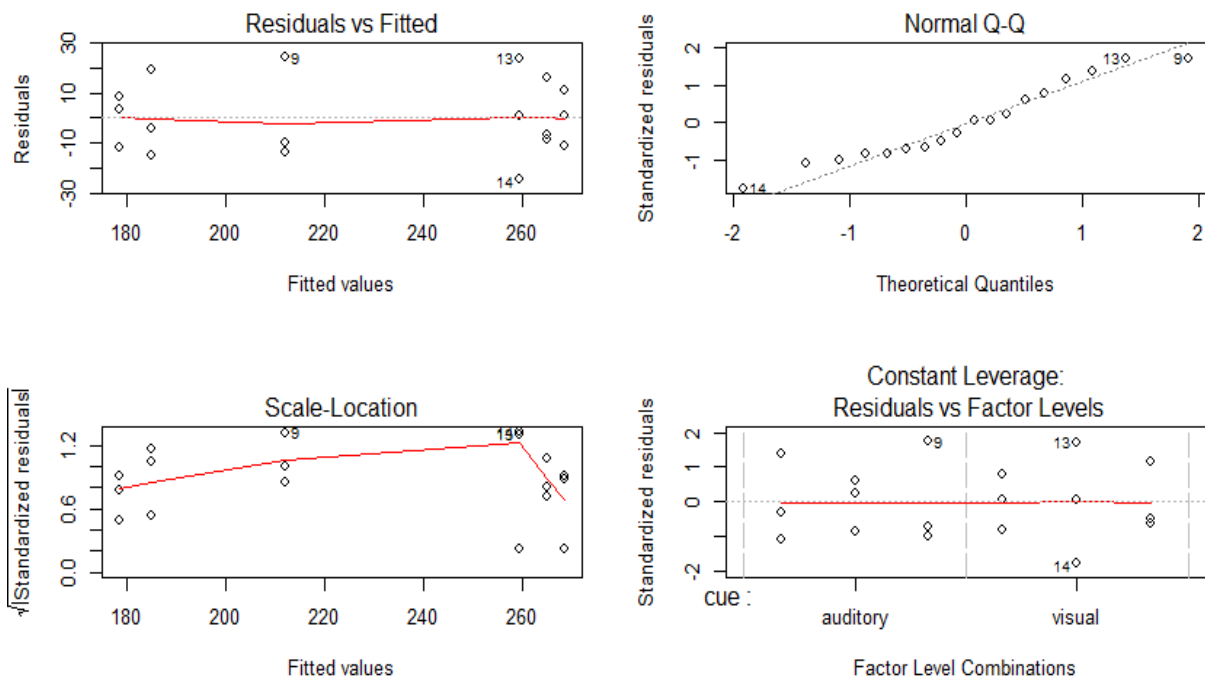 Residuals vs Fitted
Residuals
30
10
-10
-30
9
13
14
180
200
220
240
260
Fitted values
Normal Q-Q
Standardized residuals
2
1
0
-1
13
9
14
-2
-1
0
1
2
Theoretical Quantiles
Scale-Location
√|Standardized residuals|
1.2
0.6
0.0
9
14
13
180
200
220
240
260
Fitted values
Constant Leverage:
Residuals vs Factor Levels
Standardized residuals
2
1
0
-2
9
13
14
cue :
auditory
visual
Factor Level Combinations